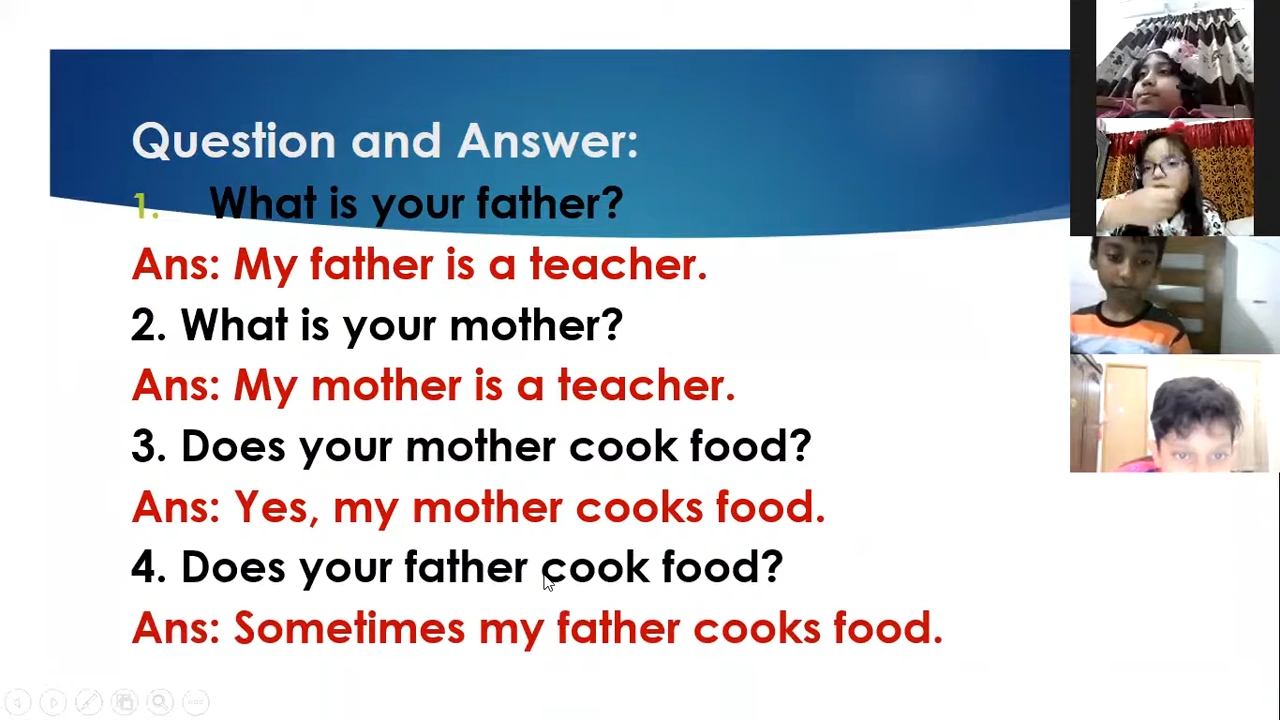 Question and Answer:
1. What is your father?
Ans: My father is a teacher.
2. What is your mother?
Ans: My mother is a teacher.
3. Does your mother cook food?
Ans: Yes, my mother cooks food.
4. Does your father cook food?
Ans: Sometimes my father cooks food.